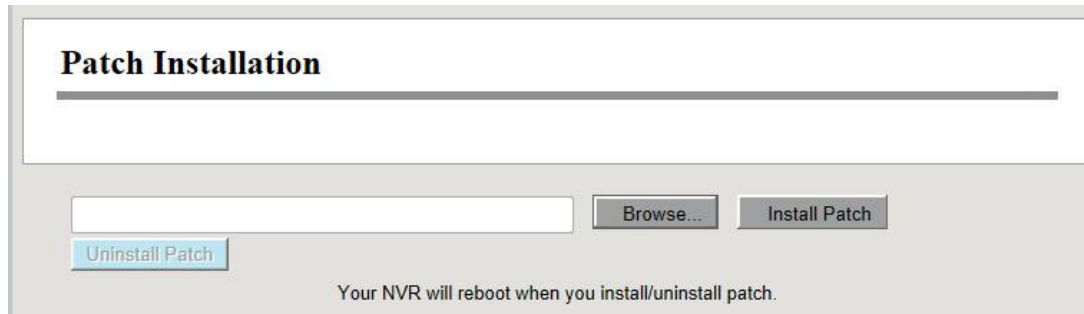 Patch Installation
Browse... Install Patch
Uninstall Patch
Your NVR will reboot when you install/uninstall patch.